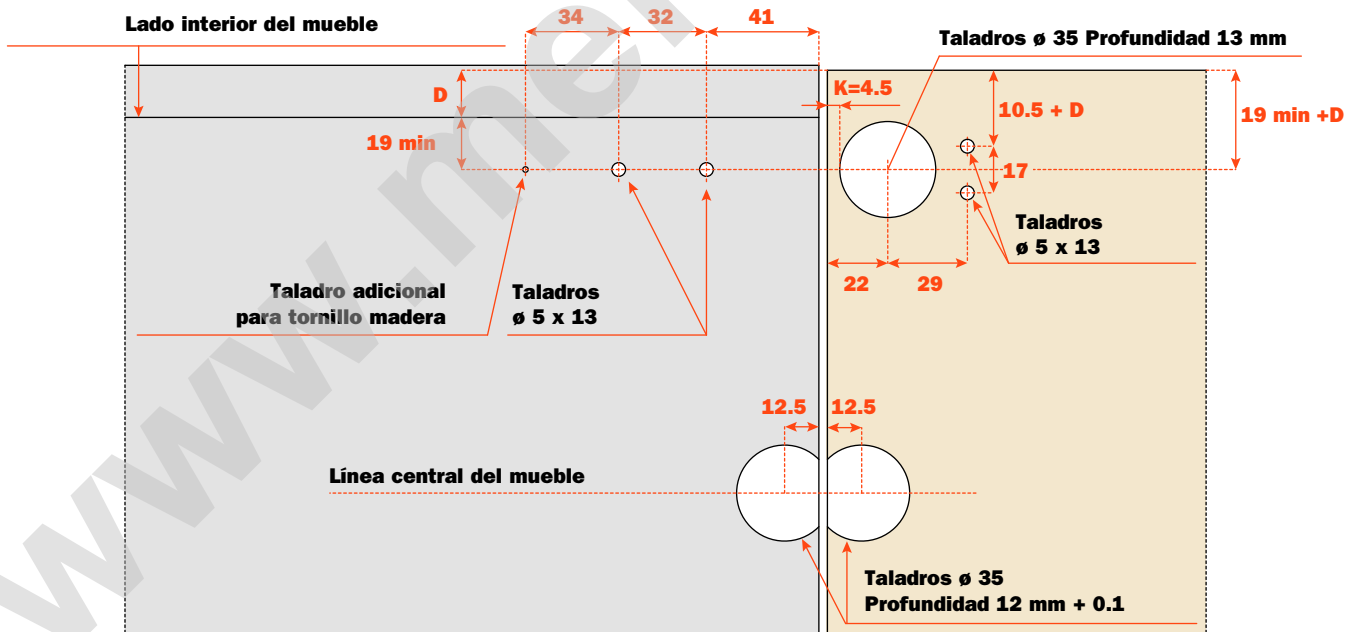 34
32
41
Lado interior del mueble
Taladros ø 35 Profundidad 13 mm
D
K=4.5
10.5 + D
19 min +D
19 min
17
Taladros
ø 5 x 13
22
29
Taladro adicional
para tornillo madera
Taladros
ø 5 x 13
12.5
12.5
Línea central del mueble
Taladros ø 35
Profundidad 12 mm + 0.1